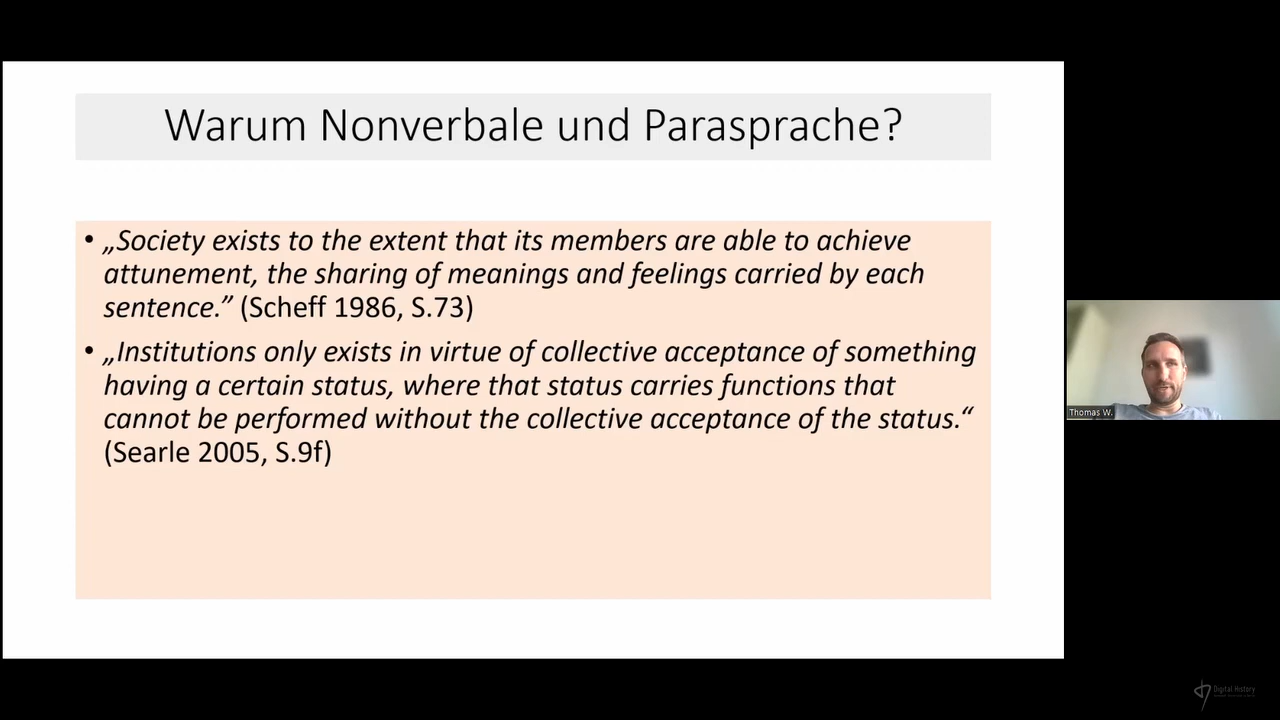 Warum Nonverbale und Parasprache?
• „Society exists to the extent that its members are able to achieve
attunement, the sharing of meanings and feelings carried by each
sentence.” (Scheff 1986, S.73)
• „Institutions only exists in virtue of collective acceptance of something
having a certain status, where that status carries functions that
cannot be performed without the collective acceptance of the status.“
(Searle 2005, S.9f)
Thomas W.
Digital History